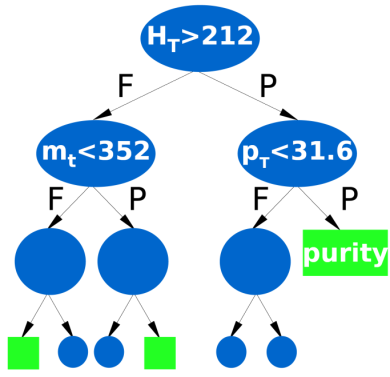 H_T>212
F P
m_t<352 p_T<31.6
F P F P
purity